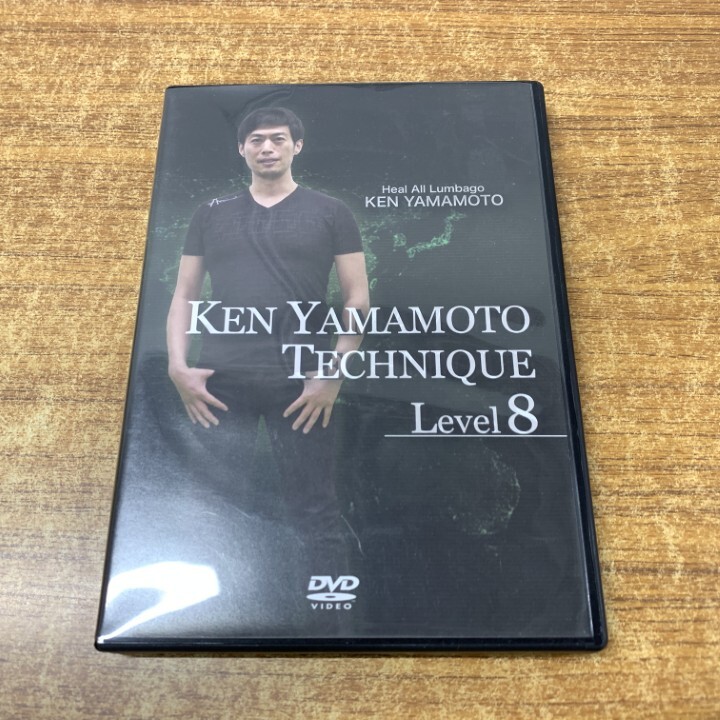 Heal All Lumbago
KEN YAMAMOTO
KEN YAMAMOTO
TECHNIQUE
Level 8
DVD
VIDEO